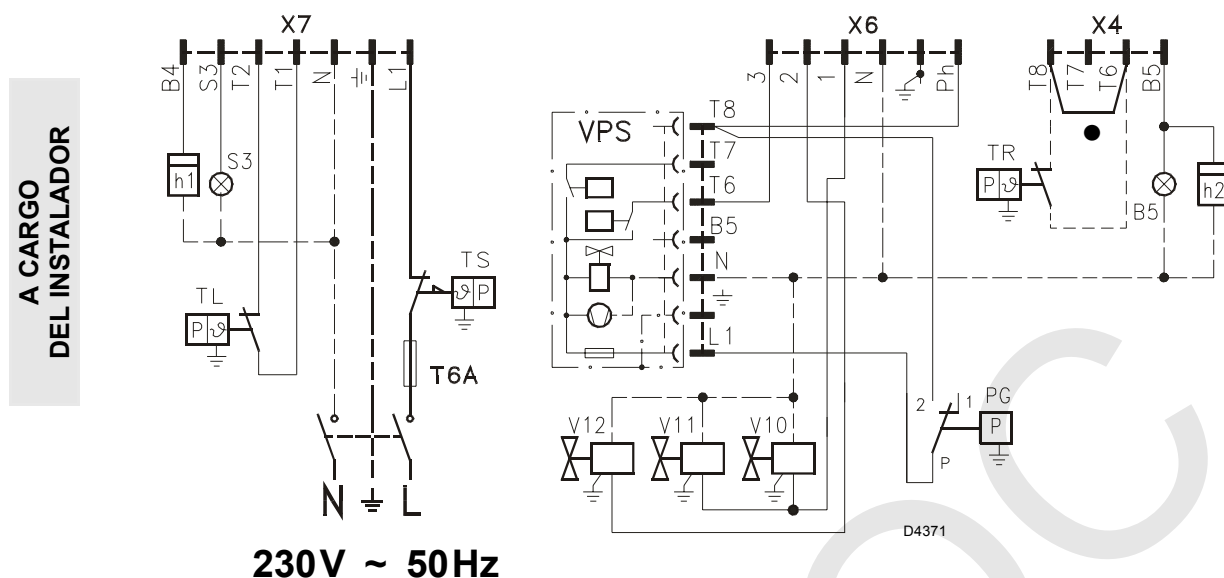 A CARGO
DEL INSTALADOR
X7
B4 S3 T2 T1 N L1
h1
S3
TL
P ϑ
TS
ϑ P
T6A
N L
230V ~ 50Hz
X6
3 2 1 N Ph
VPS
T8
T7
T6
B5
N
L1
V12 V11 V10
2 1
P
PG
P
D4371
X4
T8 T7 T6 B5
TR
P ϑ
B5
h2
O C